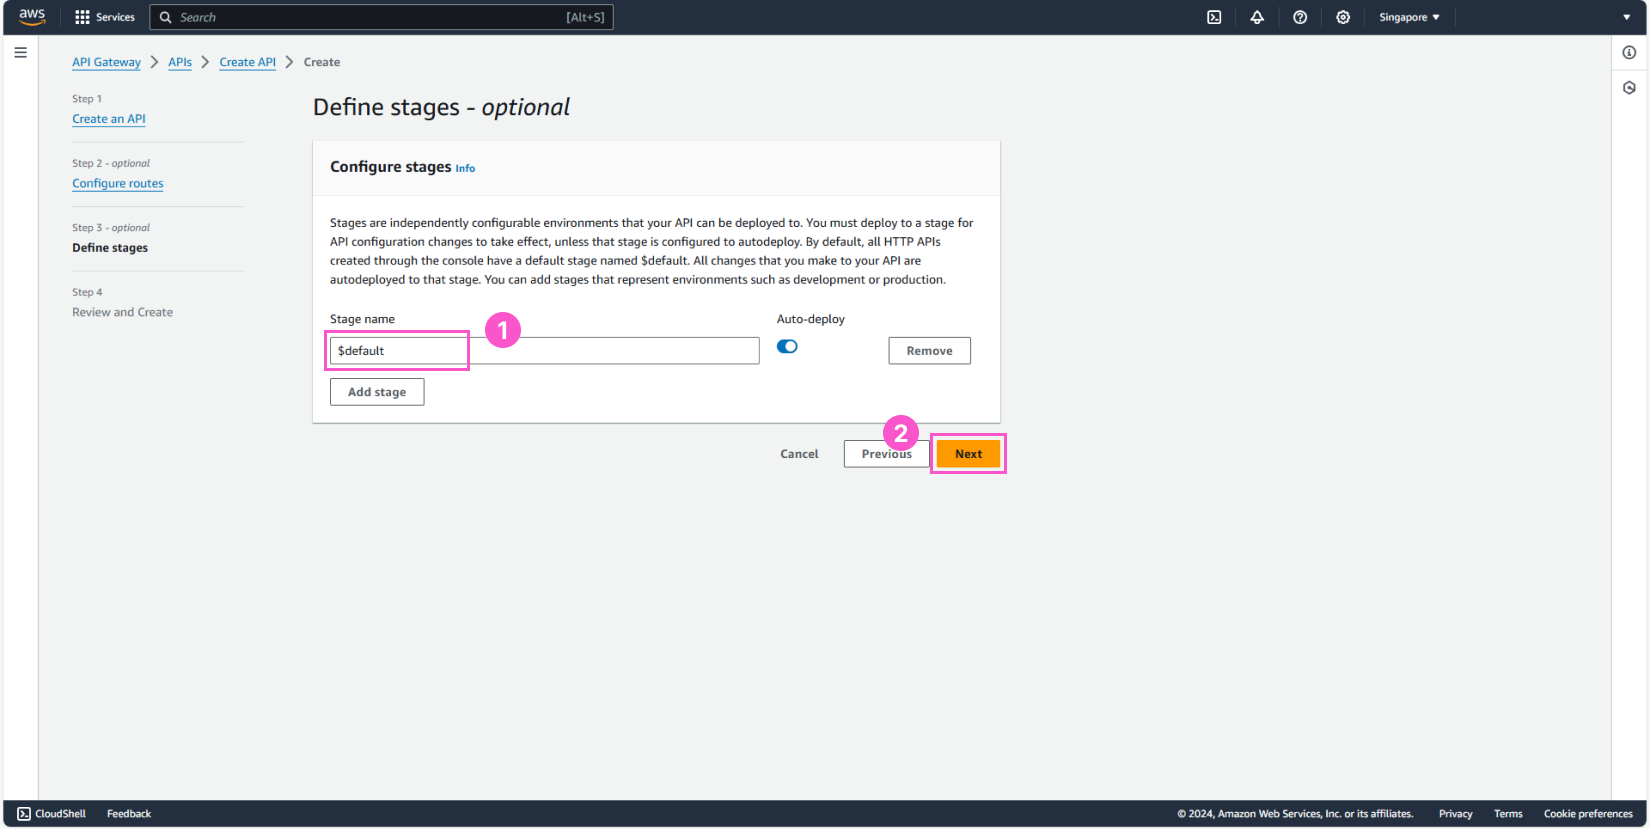 aws
Services
Search
[Alt+S]
Singapore
API Gateway
APIs
Create API
Create
Step 1
Create an API
Step 2 - optional
Configure routes
Step 3 - optional
Define stages
Step 4
Review and Create
Define stages - optional
Configure stages Info
Stages are independently configurable environments that your API can be deployed to. You must deploy to a stage for
API configuration changes to take effect, unless that stage is configured to autodeploy. By default, all HTTP APIs
created through the console have a default stage named $default. All changes that you make to your API are
autodeployed to that stage. You can add stages that represent environments such as development or production.
Stage name
1
Auto-deploy
$default
Remove
Add stage
2
Cancel
Previous
Next
CloudShell
Feedback
© 2024, Amazon Web Services, Inc. or its affiliates.
Privacy
Terms
Cookie preferences